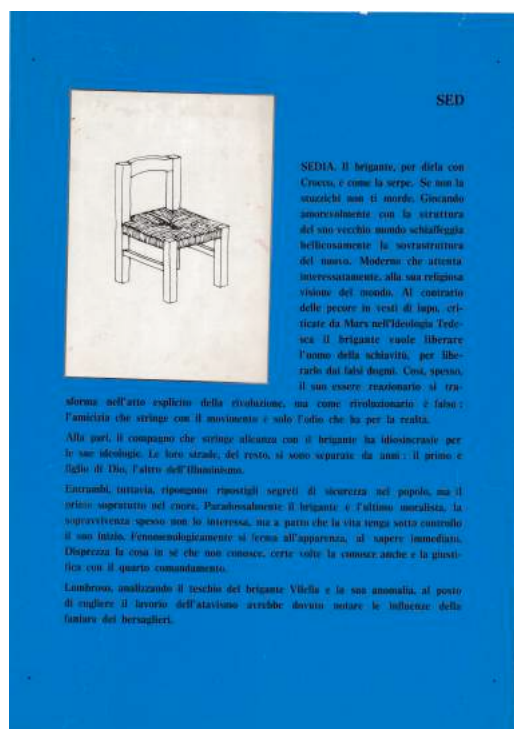 SED
SEDIA. Il brigante, per dirla con
Crocco, è come la serpe. Se non la
stuzzichi non ti morde. Giocando
amorevolmente con la struttura
del suo vecchio mondo schiaffeggia
bellicosamente la sovrastruttura
del nuovo. Moderno che attenta
interessatamente, alla sua religiosa
visione del mondo. Al contrario
delle pecore in vesti di lupo, cri-
ticate da Marx nell'Ideologia Tede-
sca il brigante vuole liberare
l'uomo della schiavitù, per libe-
rarlo dai falsi dogmi. Così, spesso,
il suo essere reazionario si tra-
sforma nell'atto esplicito della rivoluzione, ma come rivoluzionario è falso:
l'amicizia che stringe con il movimento è solo l'odio che ha per la realtà.
Alla pari, il compagno che stringe alleanza con il brigante ha idiosincrasie per
le sue ideologie. Le loro strade, del resto, si sono separate da anni: il primo è
figlio di Dio, l'altro dell'Illuminismo.
Entrambi, tuttavia, ripongono ripostigli segreti di sicurezza nel popolo, ma il
primo sopratutto nel cuore. Paradossalmente il brigante è l'ultimo moralista, la
sopravvivenza spesso non lo interessa, ma a patto che la vita tenga sotto controllo
il suo inizio. Fenomenologicamente si ferma all'apparenza, al sapere immediato.
Disprezza la cosa in sé che non conosce, certe volte la conosce anche e la giusti-
fica con il quarto comandamento.
Lombroso, analizzando il teschio del brigante Vilella e la sua anomalia, al posto
di cogliere il lavorio dell'atavismo avrebbe dovuto notare le influenze della
fanfara dei bersaglieri.